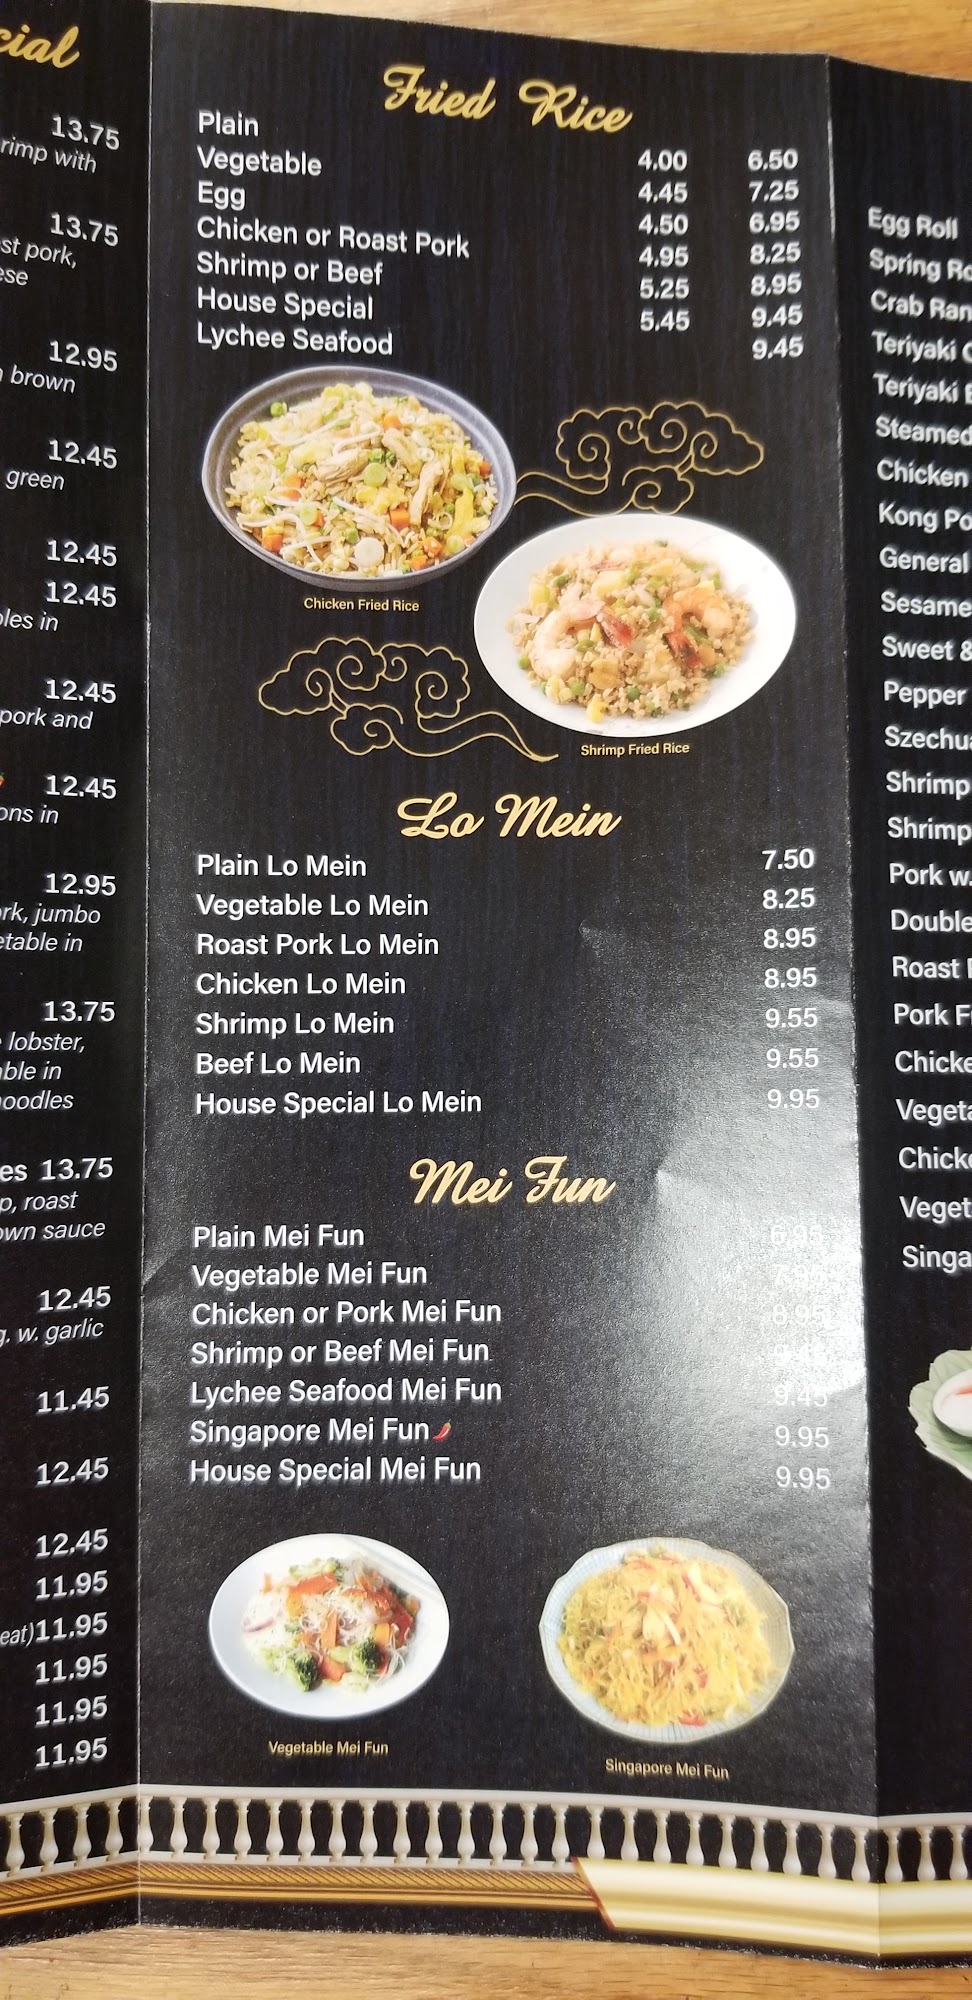 cial
13.75
rimp with
13.75
st pork,
ese
12.95
brown
12.45
green
12.45
12.45
bles in
12.45
pork and
12.45
ons in
12.95
ork, jumbo
etable in
13.75
lobster,
able in
noodles
es 13.75
p, roast
own sauce
12.45
g. w. garlic
11.45
12.45
12.45
11.95
eat) 11.95
11.95
11.95
11.95
Fried Rice
Plain 4.00 6.50
Vegetable 4.45 7.25
Egg 4.50 6.95
Chicken or Roast Pork 4.95 8.25
Shrimp or Beef 5.25 8.95
House Special 5.45 9.45
Lychee Seafood 9.45
Chicken Fried Rice
Shrimp Fried Rice
Lo Mein
Plain Lo Mein 7.50
Vegetable Lo Mein 8.25
Roast Pork Lo Mein 8.95
Chicken Lo Mein 8.95
Shrimp Lo Mein 9.55
Beef Lo Mein 9.55
House Special Lo Mein 9.95
Mei Fun
Plain Mei Fun 6.95
Vegetable Mei Fun
Chicken or Pork Mei Fun 8.95
Shrimp or Beef Mei Fun
Lychee Seafood Mei Fun 9.45
Singapore Mei Fun 9.95
House Special Mei Fun 9.95
Vegetable Mei Fun
Singapore Mei Fun
Egg Roll
Spring Ro
Crab Ran
Teriyaki
Teriyaki
Steamed
Chicken
Kong Po
General
Sesame
Sweet &
Pepper
Szechua
Shrimp
Shrimp
Pork w.
Double
Roast
Pork F
Chicke
Vegeta
Chicke
Veget
Singa